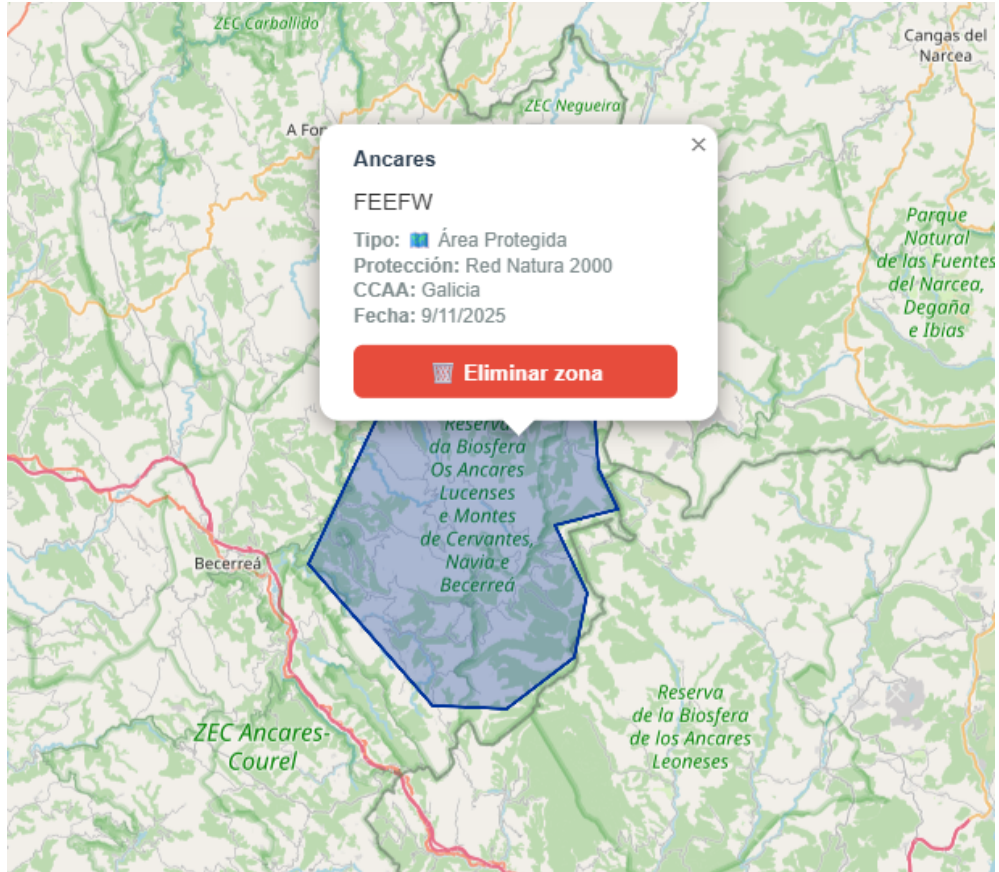 ZEC Carballido
Cangas del
Narcea
ZEC Negueira
A Fon
Ancares
FEEFW
Tipo: Área Protegida
Protección: Red Natura 2000
CCAA: Galicia
Fecha: 9/11/2025
Eliminar zona
Parque
Natural
de las Fuentes
del Narcea,
Degaña
e Ibias
Reserva
da Biosfera
Os Ancares
Lucenses
e Montes
de Cervantes,
Navia e
Becerreá
Becerreá
ZEC Ancares-
Courel
Reserva
de la Biosfera
de los Ancares
Leoneses